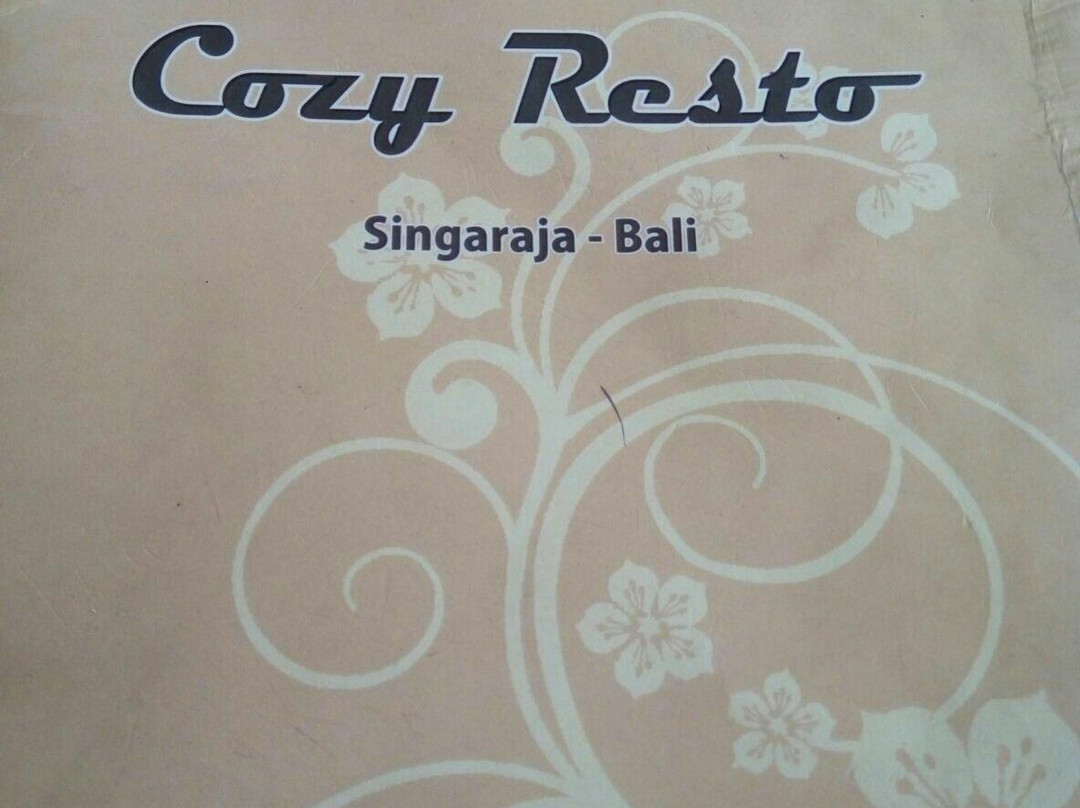 Cozy Resto
Singaraja - Bali